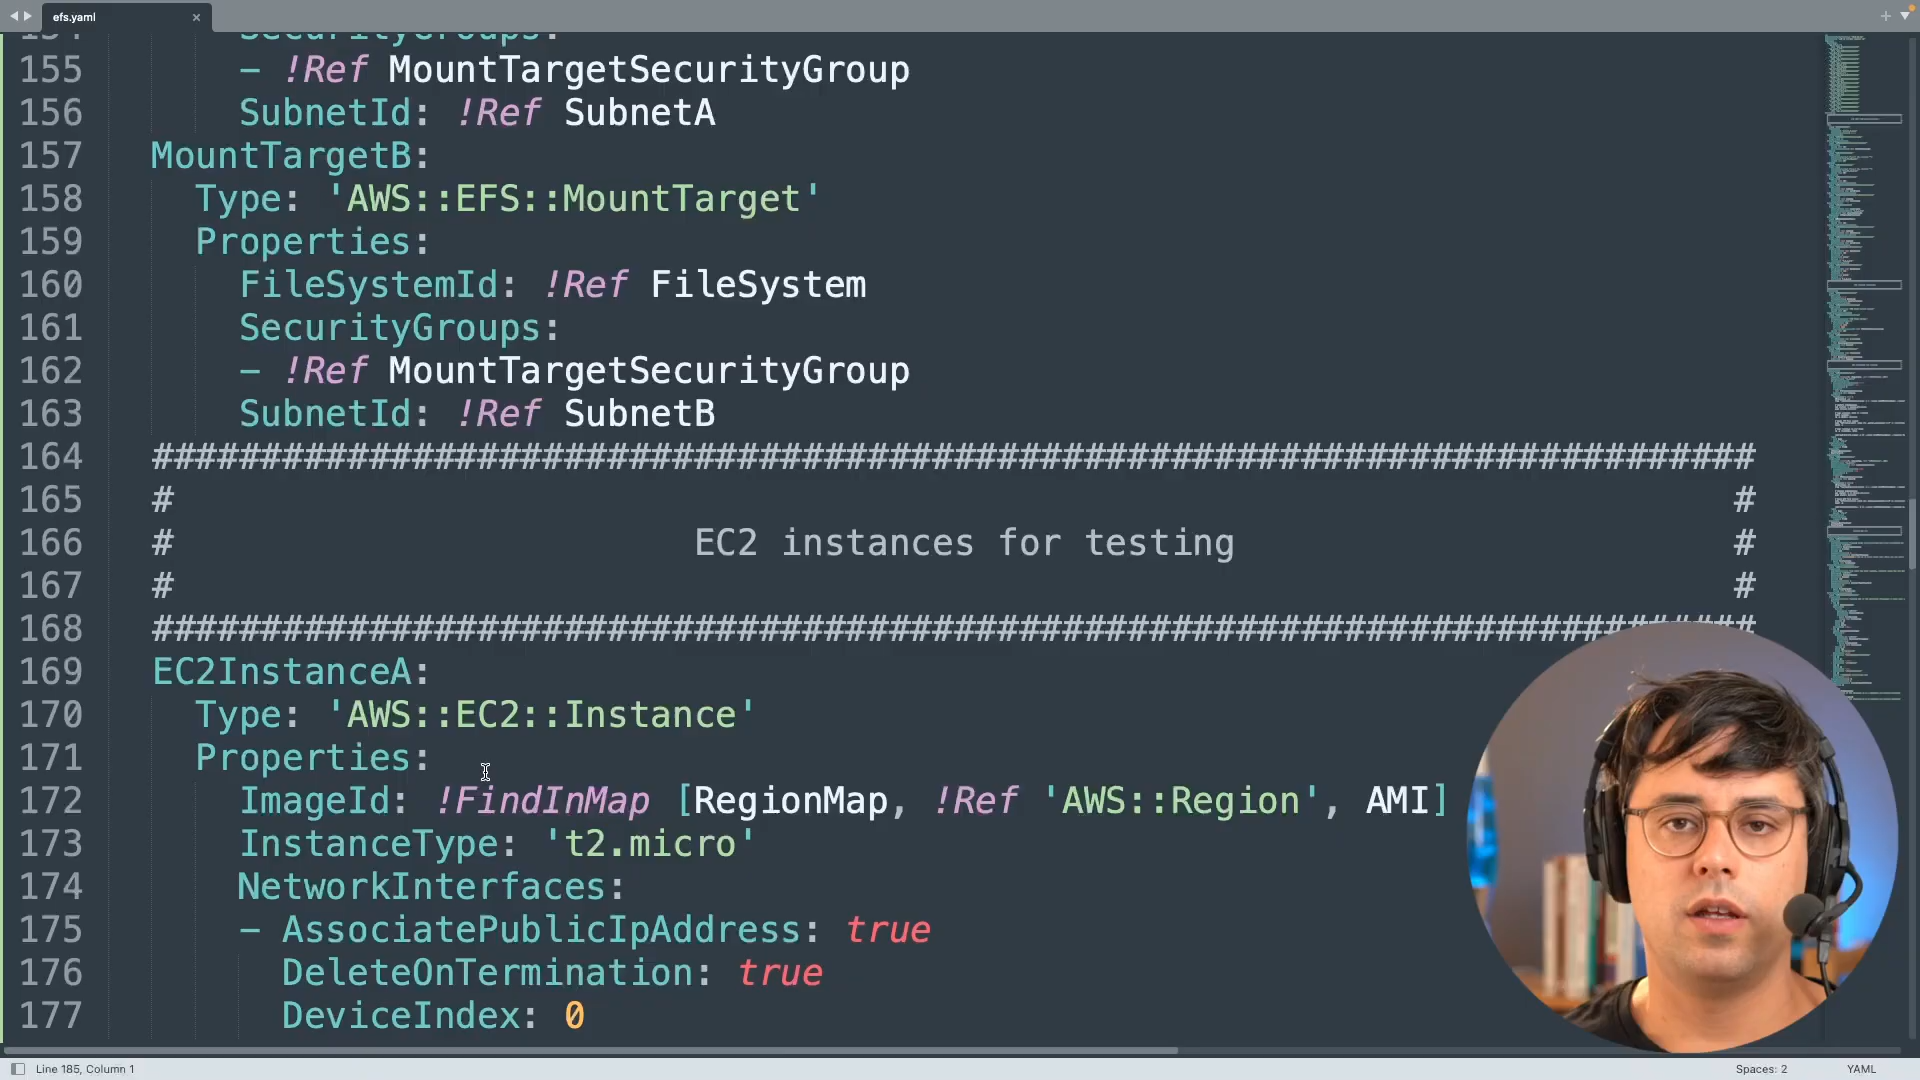 efs.yaml
154 SecurityGroups:
155 - !Ref MountTargetSecurityGroup
156 SubnetId: !Ref SubnetA
157 MountTargetB:
158 Type: 'AWS::EFS::MountTarget'
159 Properties:
160 FileSystemId: !Ref FileSystem
161 SecurityGroups:
162 - !Ref MountTargetSecurityGroup
163 SubnetId: !Ref SubnetB
164 ##########################################################################
165 # #
166 # EC2 instances for testing #
167 # #
168 ##########################################################################
169 EC2InstanceA:
170 Type: 'AWS::EC2::Instance'
171 Properties:
172 ImageId: !FindInMap [RegionMap, !Ref 'AWS::Region', AMI]
173 InstanceType: 't2.micro'
174 NetworkInterfaces:
175 - AssociatePublicIpAddress: true
176 DeleteOnTermination: true
177 DeviceIndex: 0
Line 185, Column 1
Spaces: 2
YAML